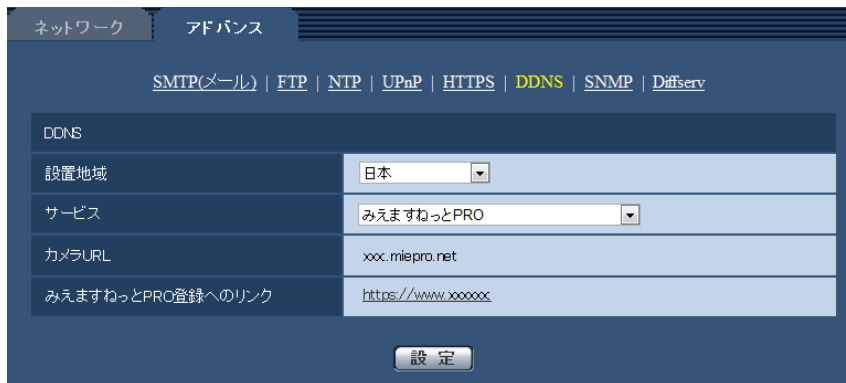 ネットワーク アドバンス
SMTP(メール) | FTP | NTP | UPnP | HTTPS | DDNS | SNMP | Diffserv
DDNS
設置地域 日本
サービス みえますねっとPRO
カメラURL xxx.miepro.net
みえますねっとPRO登録へのリンク https://www.xxxxxx
設定